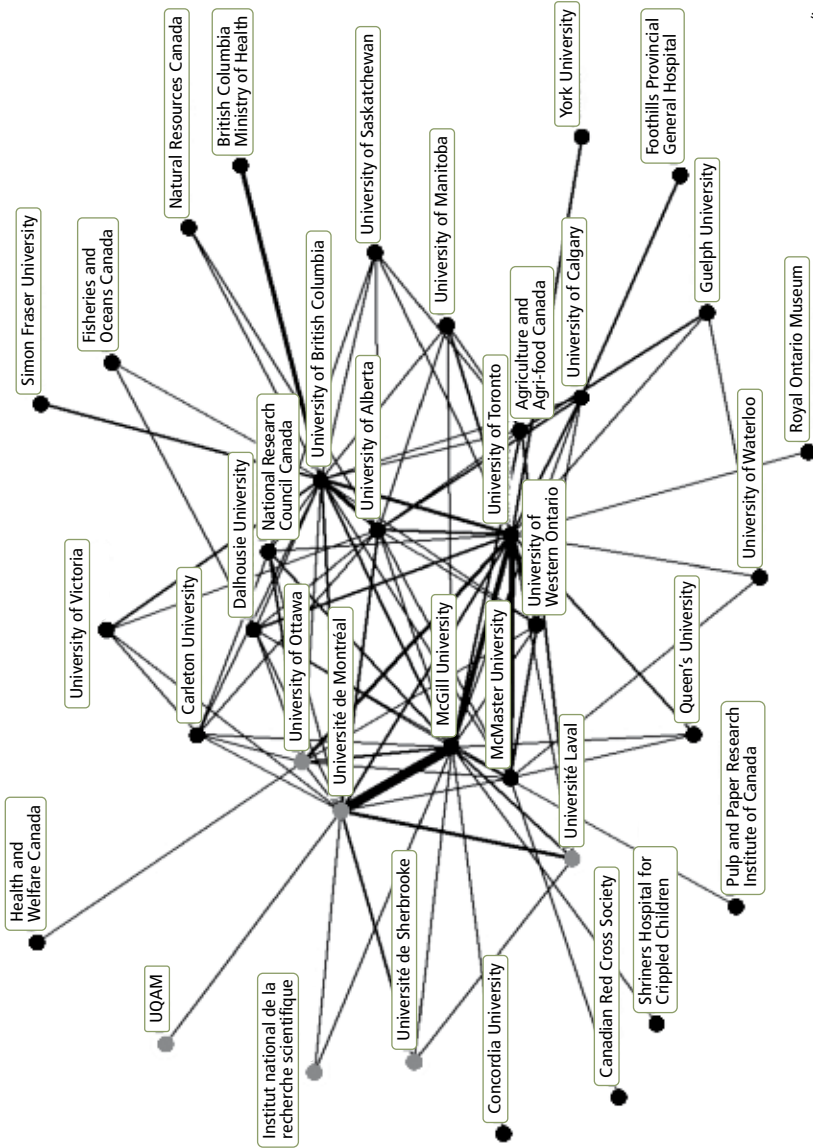 Simon Fraser University
Fisheries and
Oceans Canada
Natural Resources Canada
British Columbia
Ministry of Health
University of Saskatchewan
University of Manitoba
York University
Foothills Provincial
General Hospital
Guelph University
Royal Ontario Museum
University of Calgary
Agriculture and
Agri-food Canada
University of British Columbia
University of Alberta
University of Toronto
National Research
Council Canada
Dalhousie University
University of
Western Ontario
University of Waterloo
University of Victoria
Carleton University
University of Ottawa
Université de Montréal
McGill University
McMaster University
Queen's University
Université Laval
Pulp and Paper Research
Institute of Canada
Health and
Welfare Canada
UQAM
Institut national de la
recherche scientifique
Université de Sherbrooke
Concordia University
Canadian Red Cross Society
Shriners Hospital for
Crippled Children